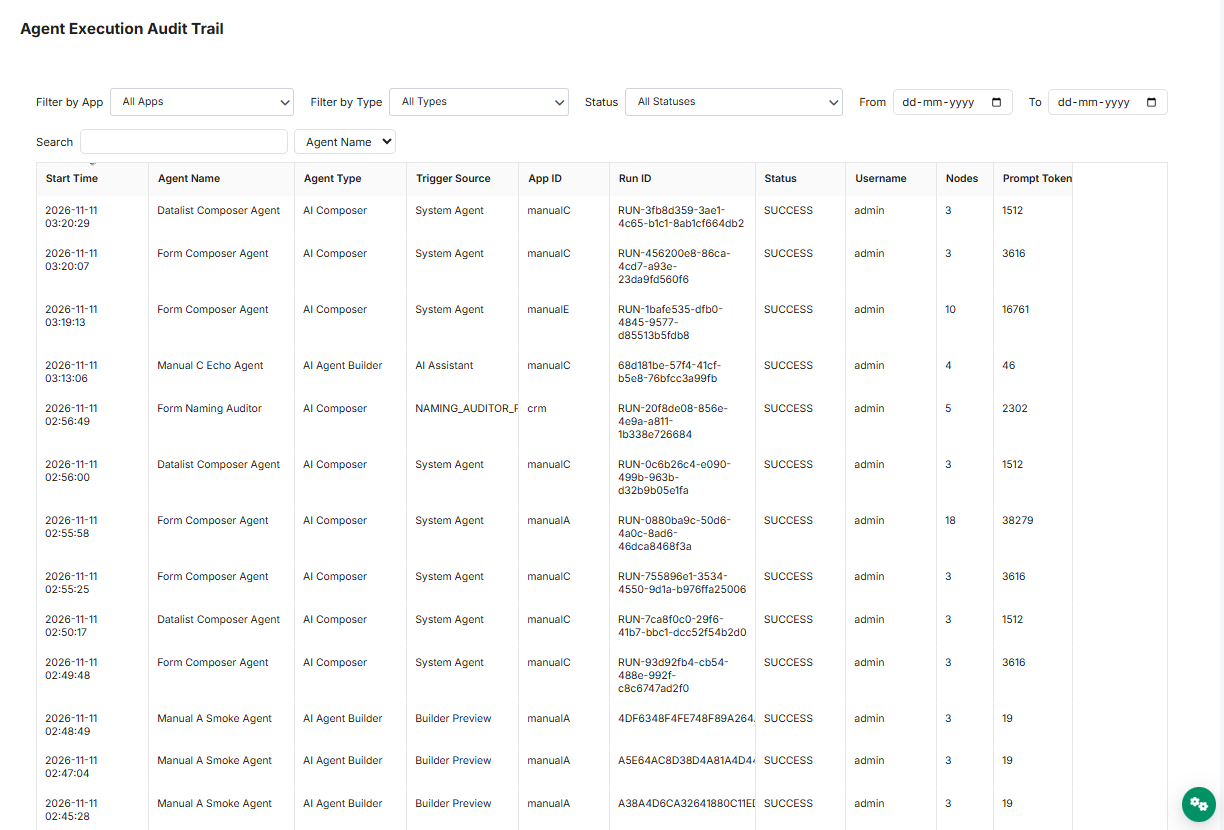 Agent Execution Audit Trail
Filter by App All Apps Filter by Type All Types Status All Statuses From dd-mm-yyyy To dd-mm-yyyy
Search Agent Name
Start Time Agent Name Agent Type Trigger Source App ID Run ID Status Username Nodes Prompt Token
2026-11-11 Datalist Composer Agent AI Composer System Agent manualC RUN-3fb8d359-3ae1- SUCCESS admin 3 1512
03:20:29 4c65-b1c1-8ab1cf664db2
2026-11-11 Form Composer Agent AI Composer System Agent manualC RUN-456200e8-86ca- SUCCESS admin 3 3616
03:20:07 4cd7-a93e-
23da9fd560f6
2026-11-11 Form Composer Agent AI Composer System Agent manualE RUN-1bafe535-dfb0- SUCCESS admin 10 16761
03:19:13 4845-9577-
d85513b5fdb8
2026-11-11 Manual C Echo Agent AI Agent Builder AI Assistant manualC 68d181be-57f4-41cf- SUCCESS admin 4 46
03:13:06 b5e8-76bfcc3a99fb
2026-11-11 Form Naming Auditor AI Composer NAMING_AUDITOR_F crm RUN-20f8de08-856e- SUCCESS admin 5 2302
02:56:49 4e9a-a811-
1b338e726684
2026-11-11 Datalist Composer Agent AI Composer System Agent manualC RUN-0c6b26c4-e090- SUCCESS admin 3 1512
02:56:00 499b-963b-
d32b9b05e1fa
2026-11-11 Form Composer Agent AI Composer System Agent manualA RUN-0880ba9c-50d6- SUCCESS admin 18 38279
02:55:58 4a0c-8ad6-
46dca8468f3a
2026-11-11 Form Composer Agent AI Composer System Agent manualC RUN-755896e1-3534- SUCCESS admin 3 3616
02:55:25 4550-9d1a-b976ffa25006
2026-11-11 Datalist Composer Agent AI Composer System Agent manualC RUN-7ca8f0c0-29f6- SUCCESS admin 3 1512
02:50:17 41b7-bbc1-dcc52f54b2d0
2026-11-11 Form Composer Agent AI Composer System Agent manualC RUN-93d92fb4-cb54- SUCCESS admin 3 3616
02:49:48 488e-992f-
c8c6747ad2f0
2026-11-11 Manual A Smoke Agent AI Agent Builder Builder Preview manualA 4DF6348F4FE748F89A264 SUCCESS admin 3 19
02:48:49
2026-11-11 Manual A Smoke Agent AI Agent Builder Builder Preview manualA A5E64AC8D38D4A81A4D44 SUCCESS admin 3 19
02:47:04
2026-11-11 Manual A Smoke Agent AI Agent Builder Builder Preview manualA A38A4D6CA32641880C11E SUCCESS admin 3 19
02:45:28